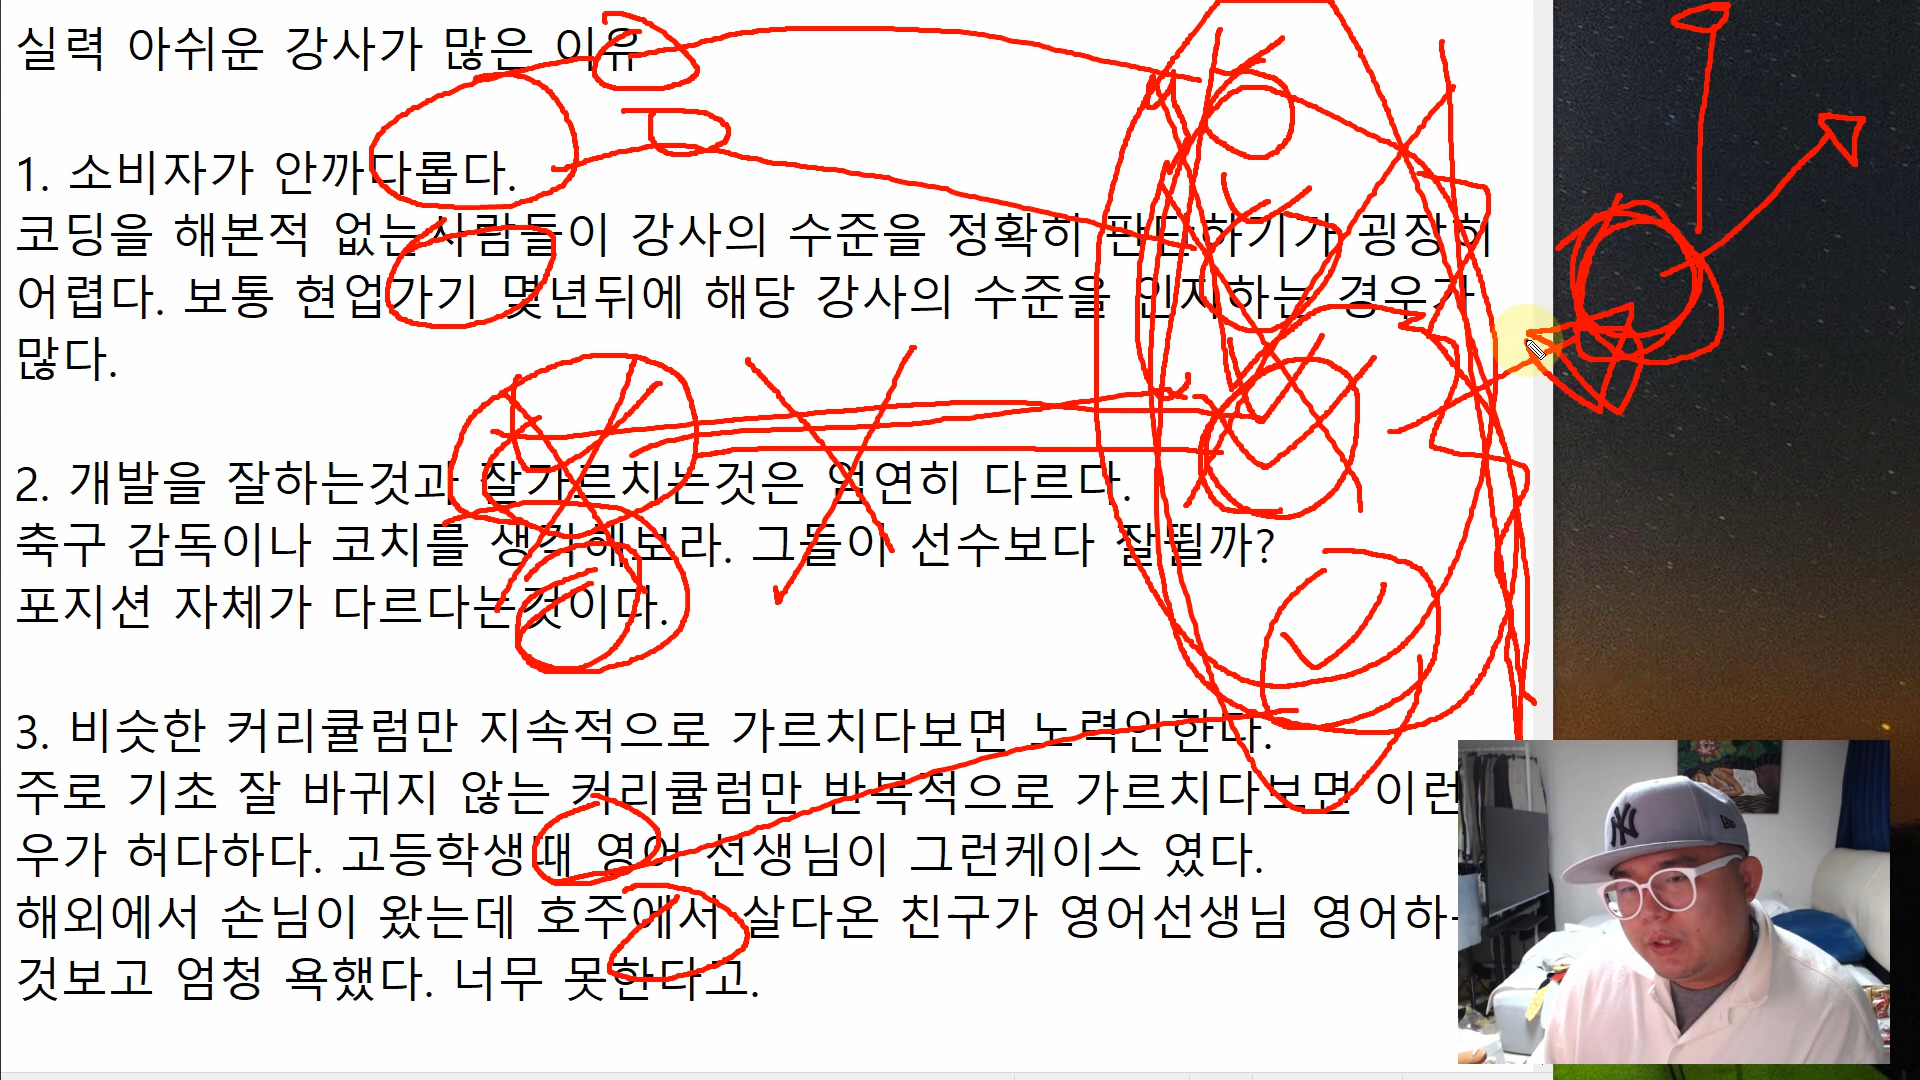 실력 아쉬운 강사가 많은 이유
1. 소비자가 안까다롭다.
코딩을 해본적 없는사람들이 강사의 수준을 정확히 판단하기가 굉장히
어렵다. 보통 현업가기 몇년뒤에 해당 강사의 수준을 인지하는 경우가
많다.
2. 개발을 잘하는것과 잘가르치는것은 엄연히 다르다.
축구 감독이나 코치를 생각해보라. 그들이 선수보다 잘뛸까?
포지션 자체가 다르다는것이다.
3. 비슷한 커리큘럼만 지속적으로 가르치다보면 노력안한다.
주로 기초 잘 바귀지 않는 커리큘럼만 반복적으로 가르치다보면 이런
우가 허다하다. 고등학생때 영어 선생님이 그런케이스 였다.
해외에서 손님이 왔는데 호주에서 살다온 친구가 영어선생님 영어하
것보고 엄청 욕했다. 너무 못한다고.
NY